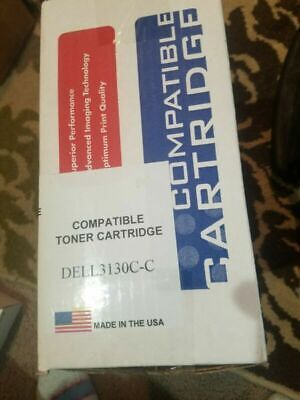 Superior Performance
Advanced Imaging Technology
Optimum Print Quality
COMPATIBLE
CARTRIDGE
COMPATIBLE
TONER CARTRIDGE
DELL3130C-C
MADE IN THE USA